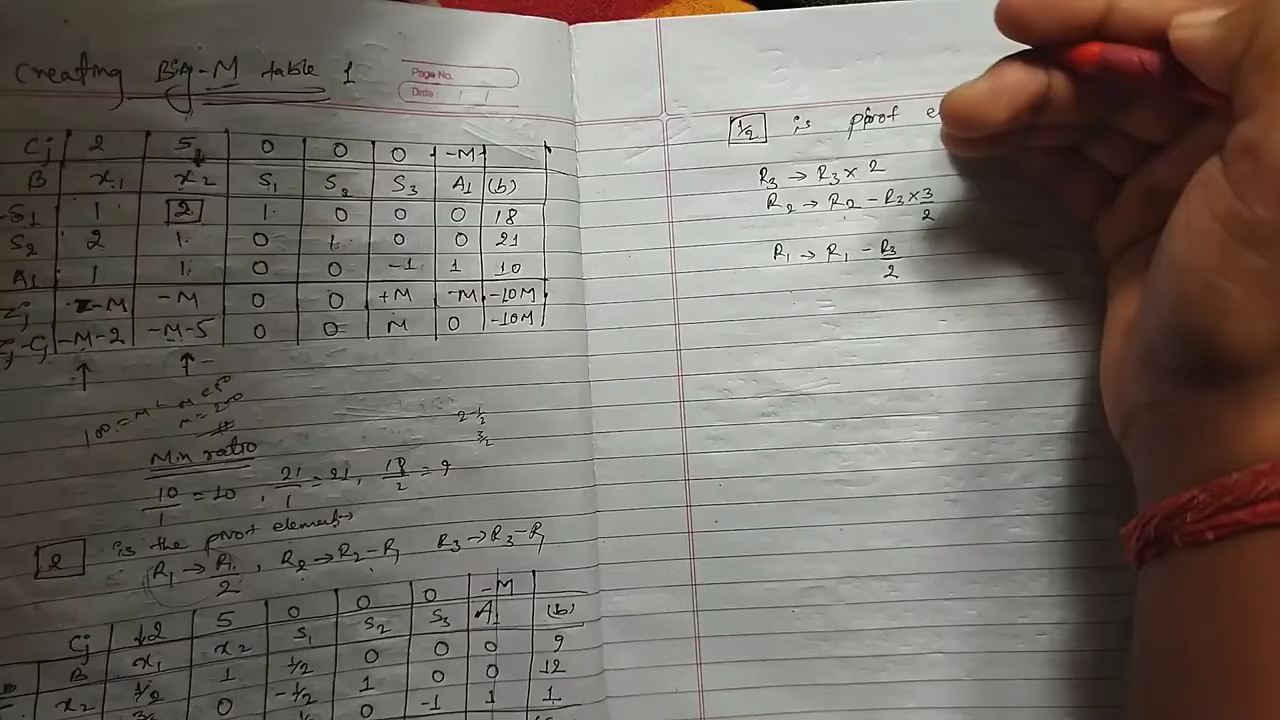 Creating Big-M table 1
Page No.
Date: / /
Cj 2 5 0 0 0 -M
B x1 x2 S1 S2 S3 A1 (b)
S1 1 2 1 0 0 0 18
S2 2 1 0 1 0 0 21
A1 1 1 0 0 -1 1 10
Zj -M -M 0 0 +M -M -10M
Zj-Cj -M-2 -M-5 0 0 M 0 -10M
2-1/2
3/2
Min ratio
10/1 = 10, 21/1 = 21, 18/2 = 9
2 is the pivot element
R1 → R1/2, R2 → R2-R1 R3 → R3-R1
Cj 2 5 0 0 0 -M
B x1 x2 S1 S2 S3 A1 (b)
x2 1/2 1 1/2 0 0 0 9
3/2 0 -1/2 1 0 0 12
0 -1 1 1
1/2 is pivot
R3 → R3 × 2
R2 → R2 - R3×3/2
R1 → R1 - R3/2